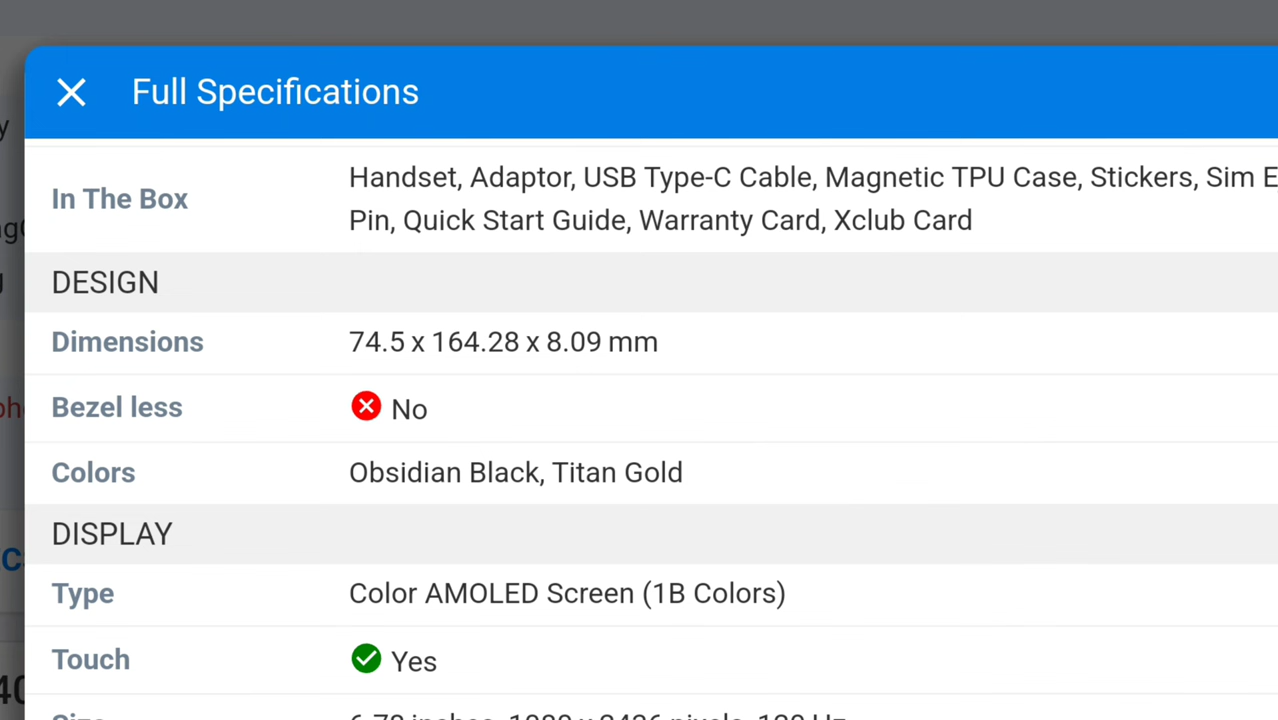 Full Specifications
In The Box
Handset, Adaptor, USB Type-C Cable, Magnetic TPU Case, Stickers, Sim E
Pin, Quick Start Guide, Warranty Card, Xclub Card
DESIGN
Dimensions 74.5 x 164.28 x 8.09 mm
Bezel less No
Colors Obsidian Black, Titan Gold
DISPLAY
Type Color AMOLED Screen (1B Colors)
Touch Yes